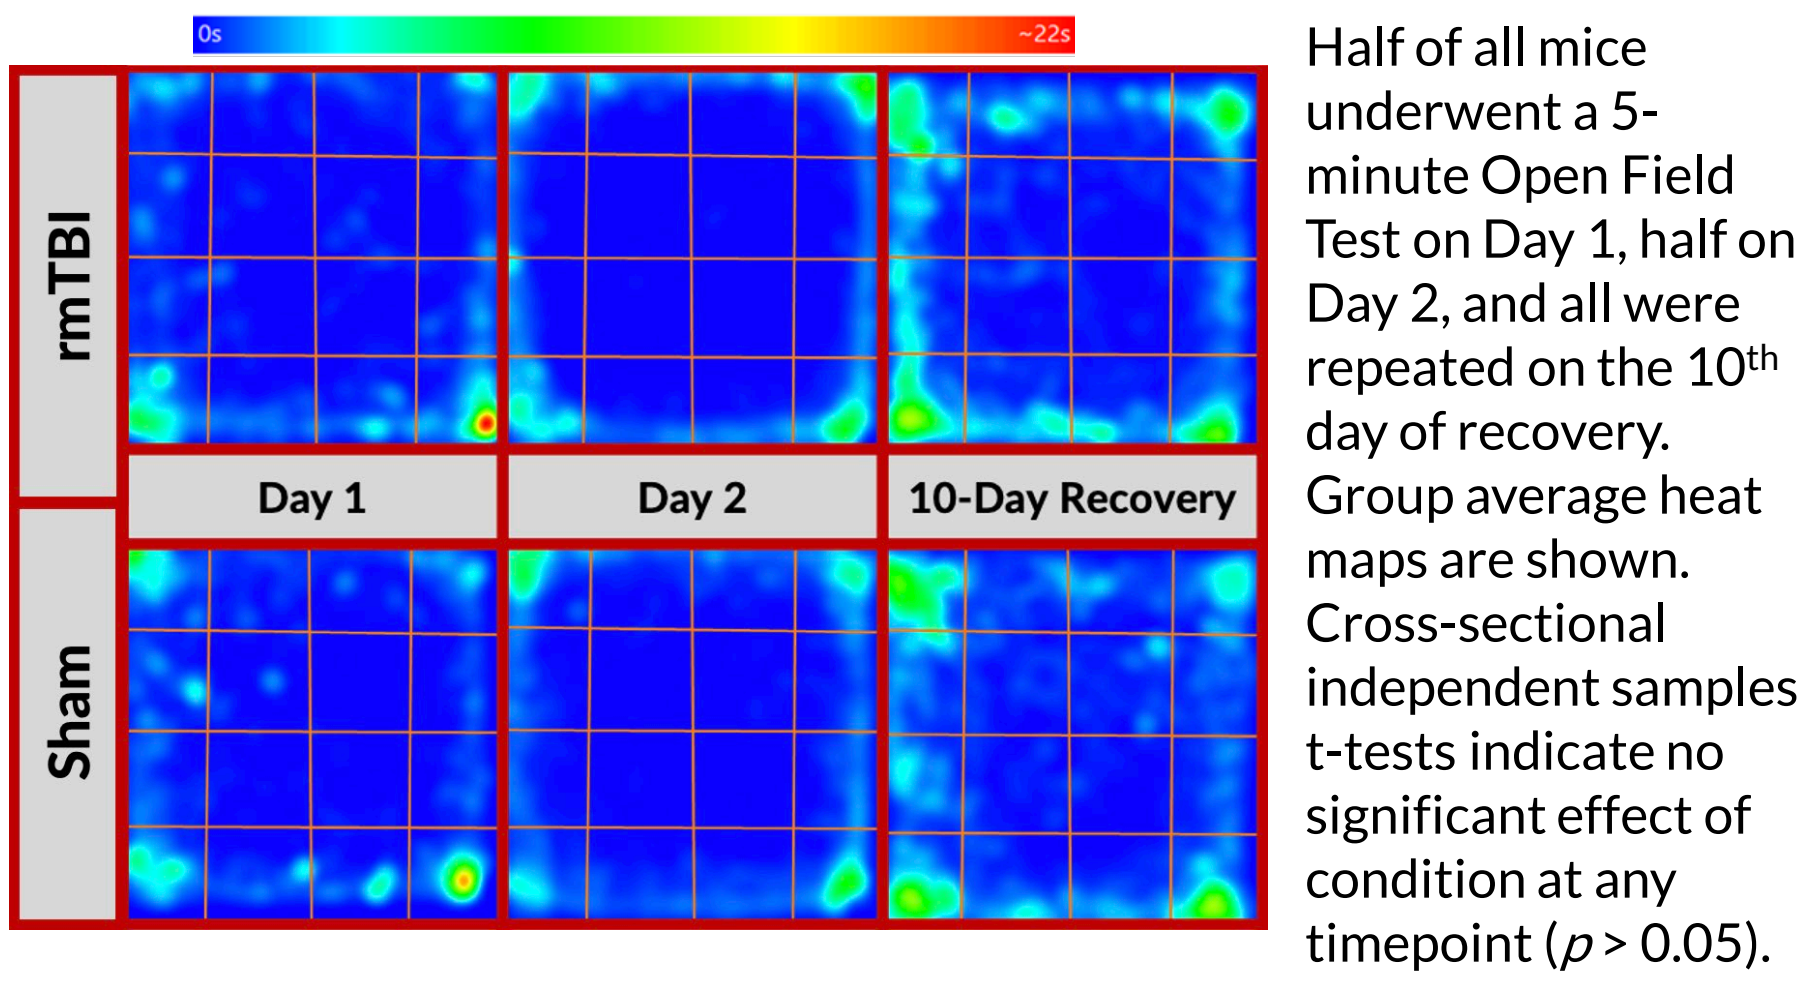 0s
~22s
rmTBI
Day 1
Day 2
10-Day Recovery
Sham
Half of all mice
underwent a 5-
minute Open Field
Test on Day 1, half on
Day 2, and all were
repeated on the 10th
day of recovery.
Group average heat
maps are shown.
Cross-sectional
independent samples
t-tests indicate no
significant effect of
condition at any
timepoint (p > 0.05).